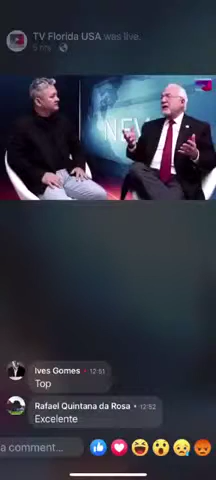 TV Florida USA was live.
5 hrs
NEW
Ives Gomes • 12:51
Top
Rafael Quintana da Rosa • 12:52
Excelente
a comment...